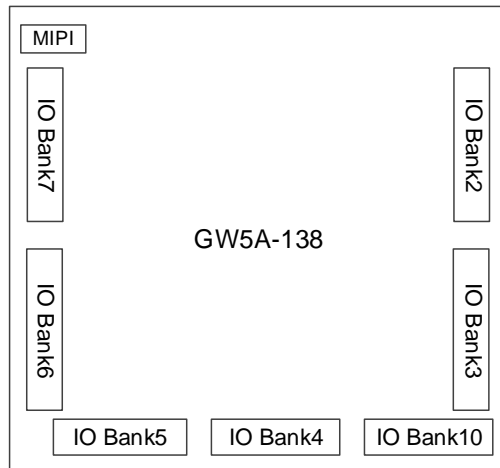 MIPI
IO Bank7
IO Bank2
GW5A-138
IO Bank6
IO Bank3
IO Bank5
IO Bank4
IO Bank10